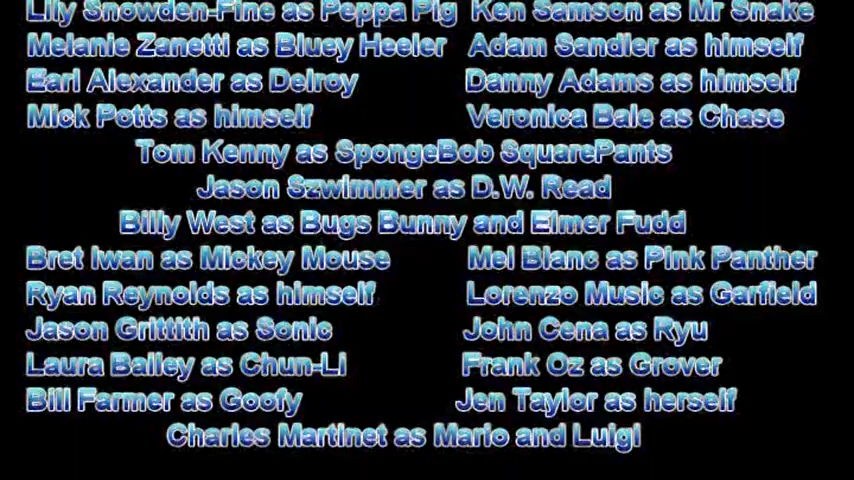 Lily Snowden-Fine as Peppa Pig Ken Samson as Mr Snake
Melanie Zanetti as Bluey Heeler Adam Sandler as himself
Earl Alexander as Delroy Danny Adams as himself
Mick Potts as himself Veronica Bale as Chase
Tom Kenny as SpongeBob SquarePants
Jason Szwimmer as D.W. Read
Billy West as Bugs Bunny and Elmer Fudd
Bret Iwan as Mickey Mouse Mel Blanc as Pink Panther
Ryan Reynolds as himself Lorenzo Music as Garfield
Jason Grittith as Sonic John Cena as Ryu
Laura Bailey as Chun-Li Frank Oz as Grover
Bill Farmer as Goofy Jen Taylor as herself
Charles Martinet as Mario and Luigi